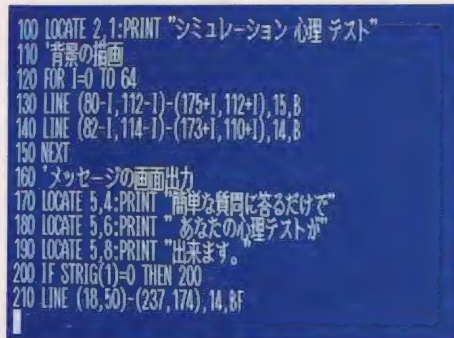 100 LOCATE 2,1:PRINT "シミュレーション 心理 テスト"
110 '背景の描画
120 FOR I=0 TO 64
130 LINE (80-I,112-I)-(175+I,112+I),15,B
140 LINE (82-I,114-I)-(173+I,110+I),14,B
150 NEXT
160 'メッセージの画面出力
170 LOCATE 5,4:PRINT "簡単な質問に答るだけで"
180 LOCATE 5,6:PRINT " あなたの心理テストが"
190 LOCATE 5,8:PRINT "出来ます。"
200 IF STRIG(1)=0 THEN 200
210 LINE (18,50)-(237,174),14,BF